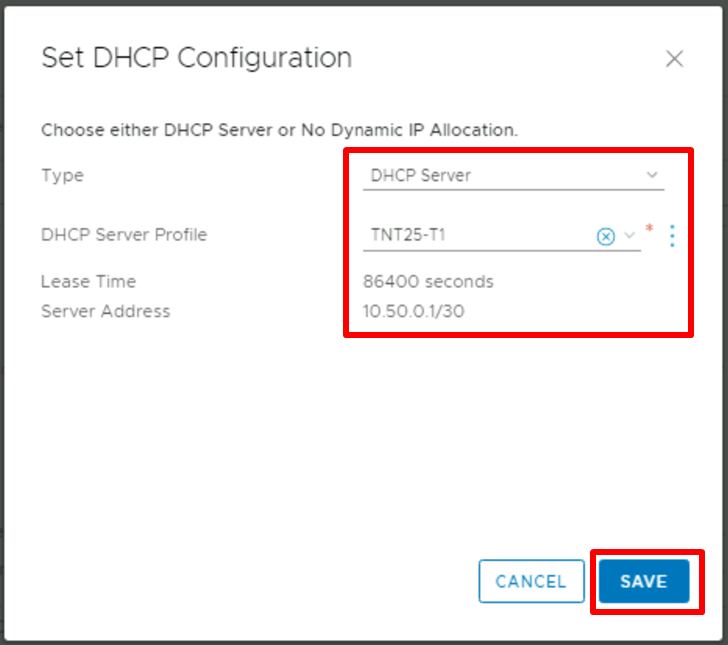 Set DHCP Configuration
Choose either DHCP Server or No Dynamic IP Allocation.
Type DHCP Server
DHCP Server Profile TNT25-T1 *
Lease Time 86400 seconds
Server Address 10.50.0.1/30
CANCEL SAVE